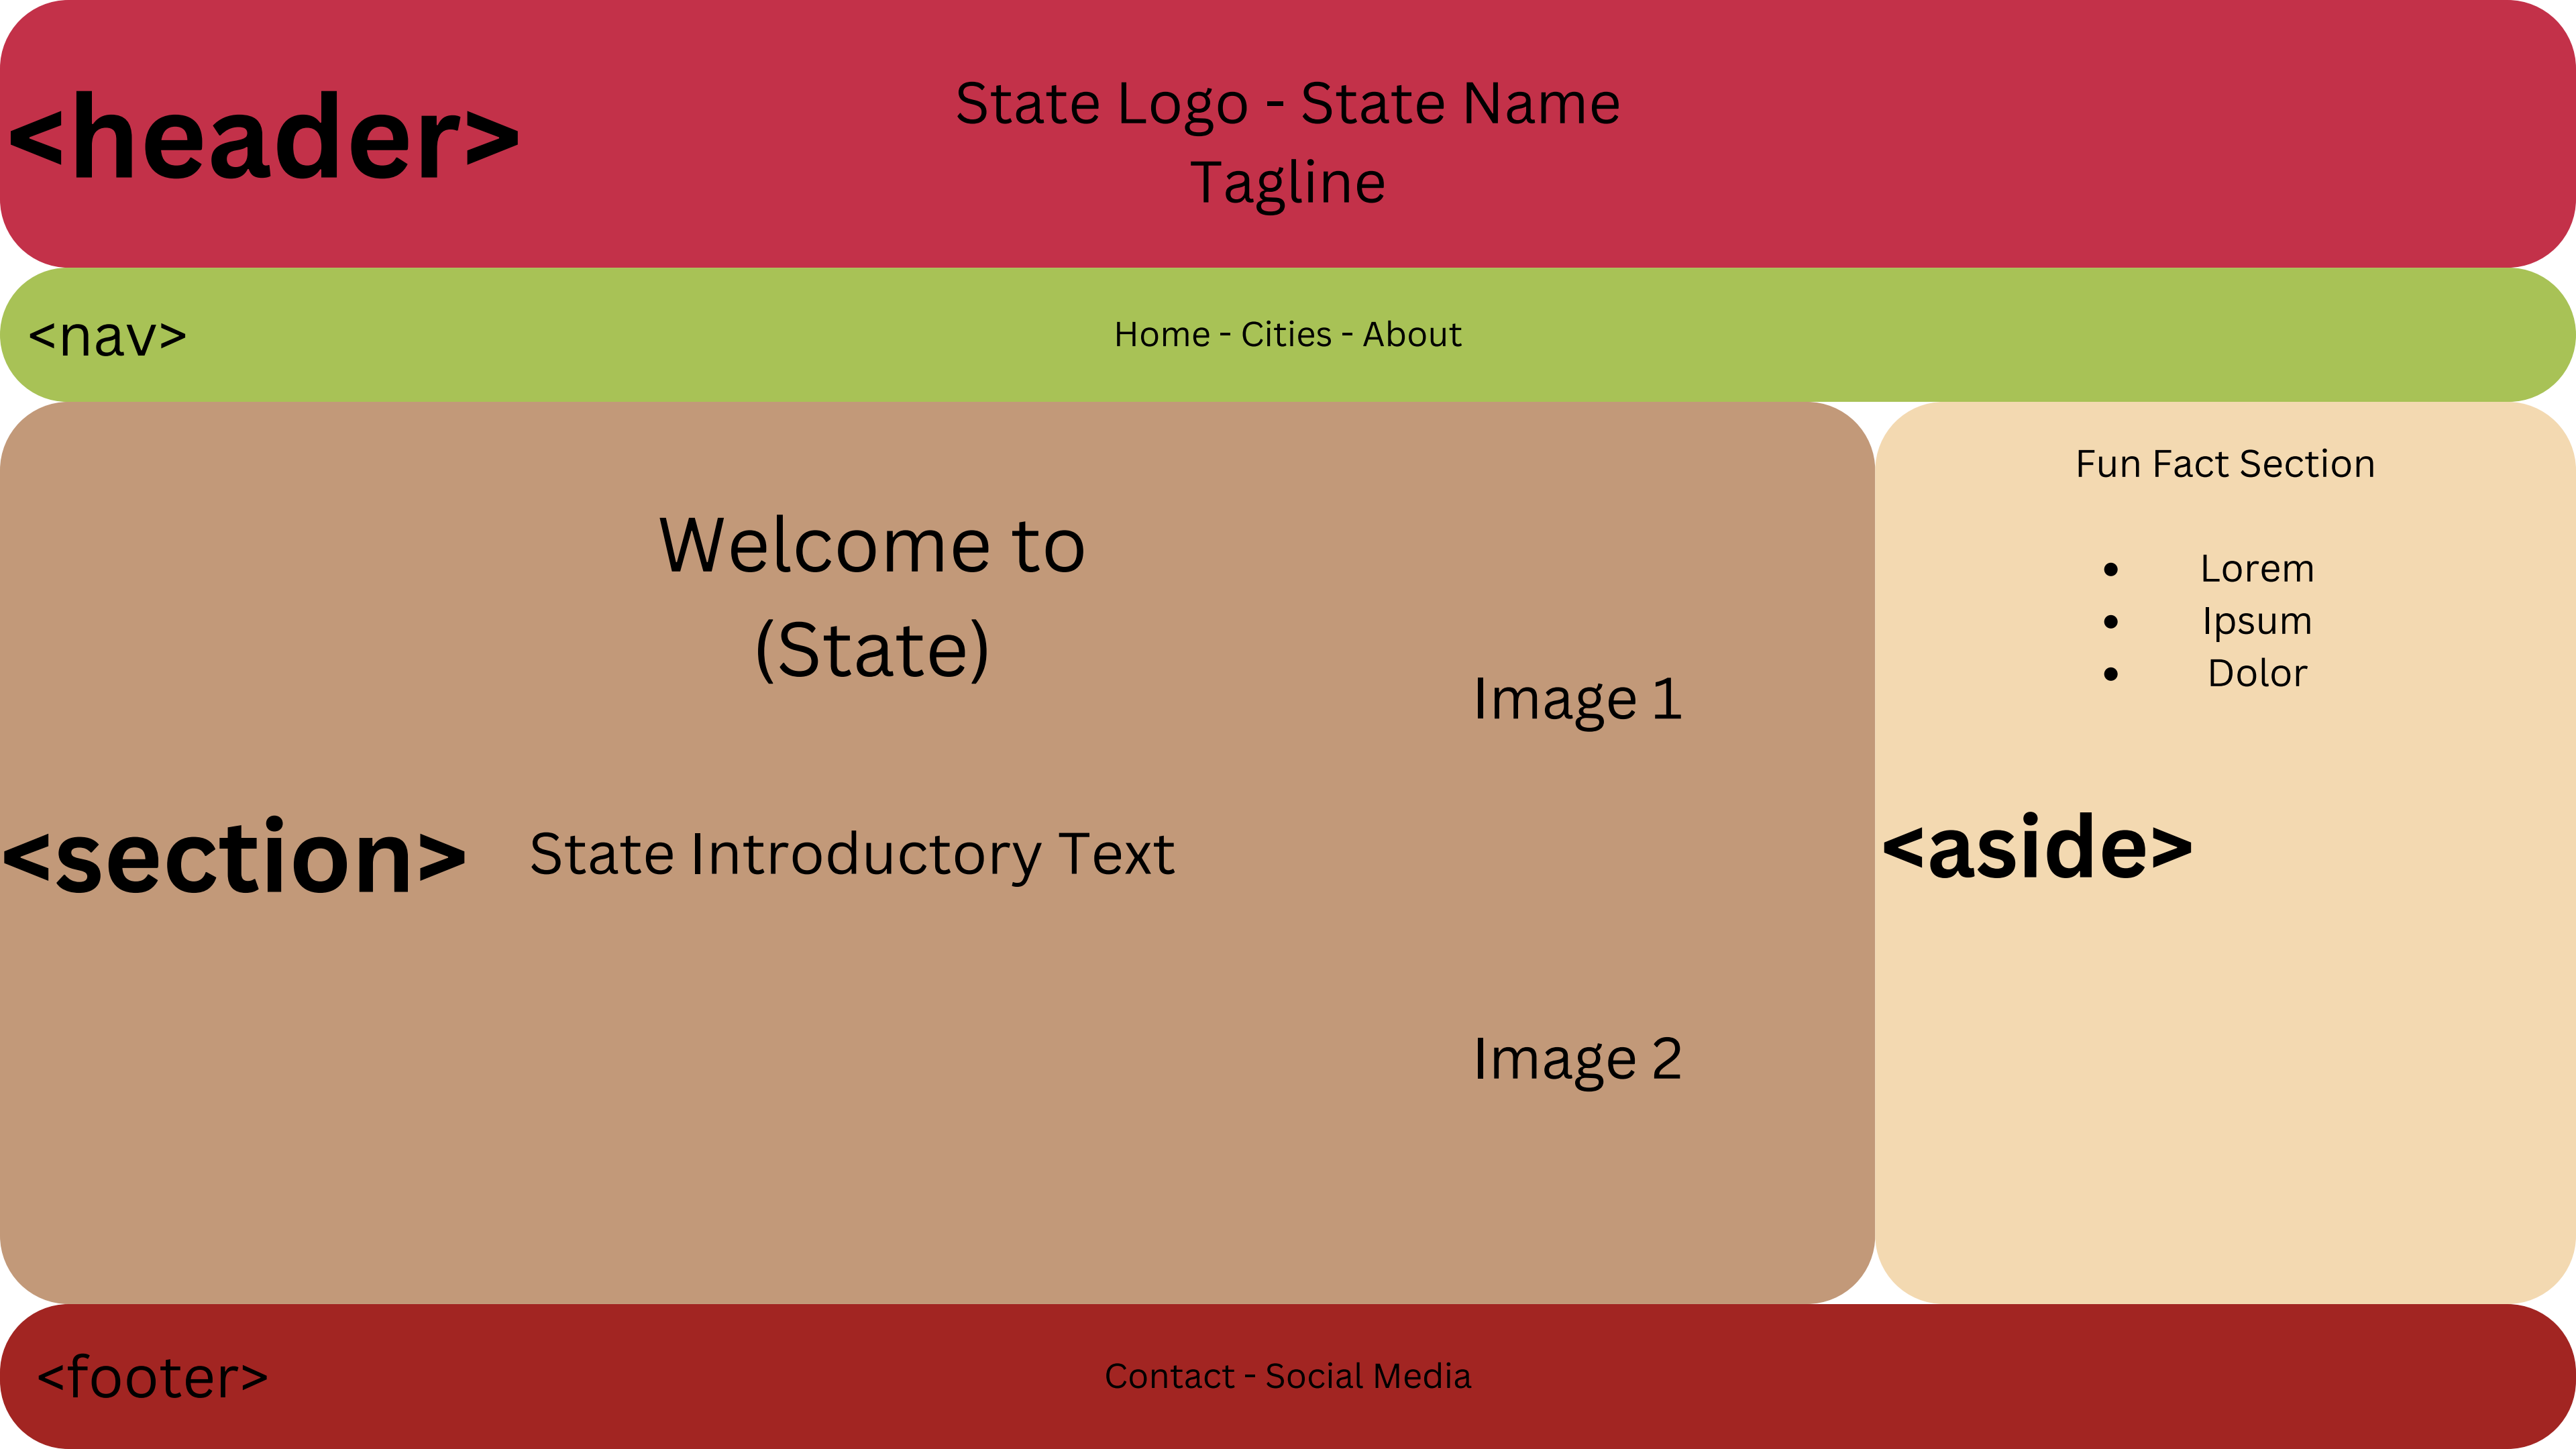 <header>
State Logo - State Name
Tagline
<nav>
Home - Cities - About
Welcome to
(State)
Image 1
<section>
State Introductory Text
Image 2
Fun Fact Section
• Lorem
• Ipsum
• Dolor
<aside>
<footer>
Contact - Social Media